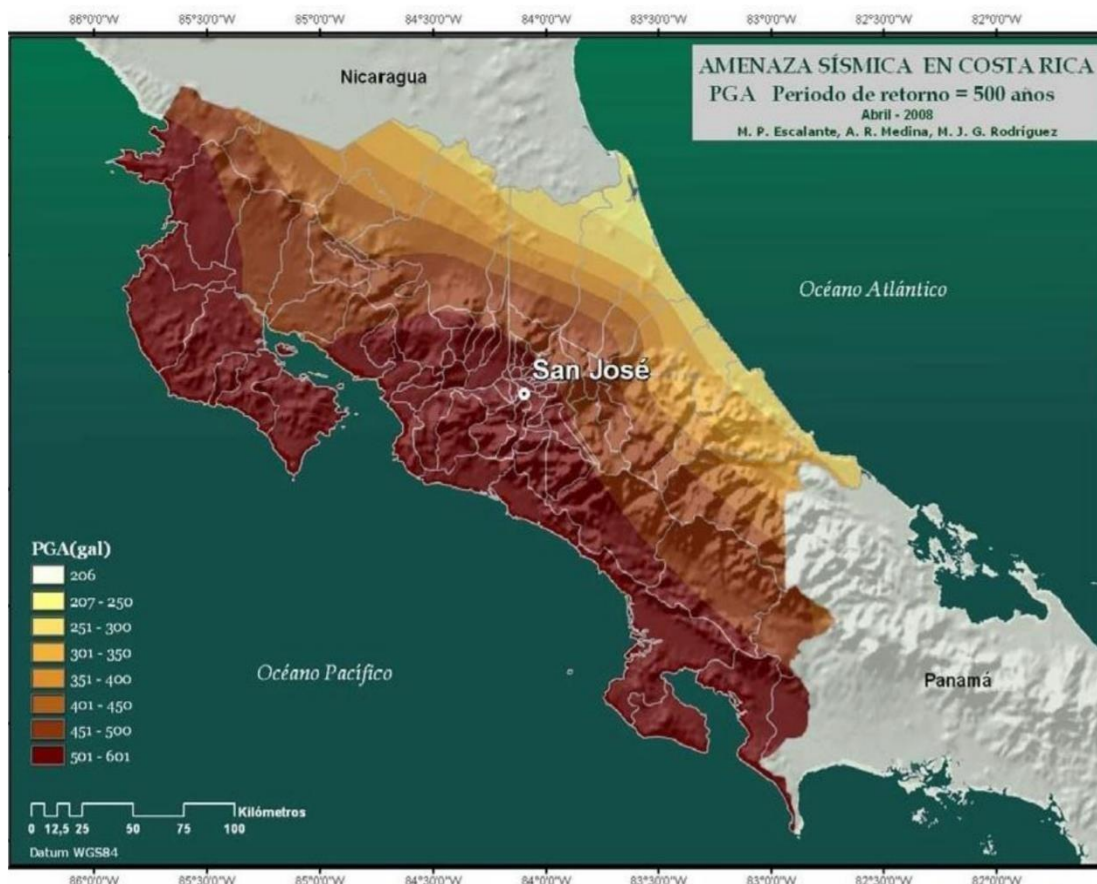 86°0'0"W 85°30'0"W 85°0'0"W 84°30'0"W 84°0'0"W 83°30'0"W 83°0'0"W 82°30'0"W 82°0'0"W
AMENAZA SÍSMICA EN COSTA RICA
PGA Periodo de retorno = 500 años
Abril - 2008
M. P. Escalante, A. R. Medina, M. J. G. Rodríguez
Nicaragua
Océano Atlántico
San José
PGA(gal)
206
207 - 250
251 - 300
301 - 350
351 - 400
401 - 450
451 - 500
501 - 601
Océano Pacífico
Panamá
Kilómetros
0 12,5 25 50 75 100
Datum WGS84
86°0'0"W 85°30'0"W 85°0'0"W 84°30'0"W 84°0'0"W 83°30'0"W 83°0'0"W 82°30'0"W 82°0'0"W